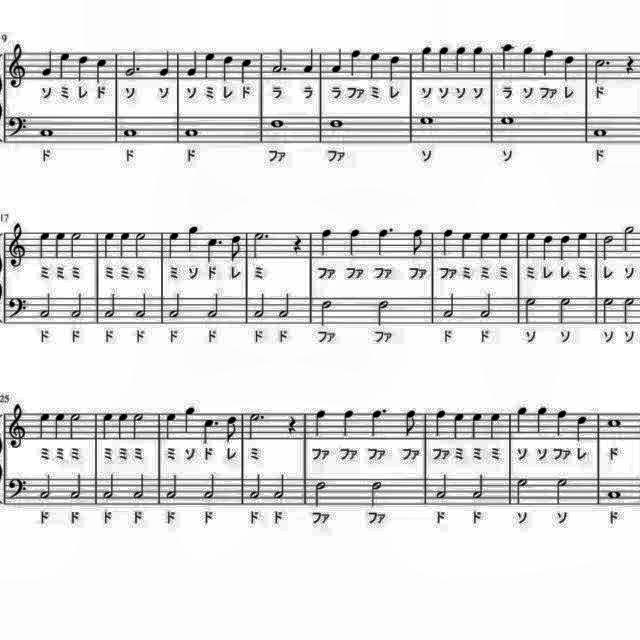 9
ソ ミ レ ド ソ ソ ソ ミ レ ド ラ ラ ラ ファ ミ レ ソ ソ ソ ソ ラ ソ ファ レ ド
ド ド ド ファ ファ ソ ソ ド
17
ミ ミ ミ ミ ミ ミ ミ ソ ド レ ミ ファ ファ ファ ファ ファ ミ ミ ミ ミ レ レ ミ レ ソ
ド ド ド ド ド ド ド ド ファ ファ ド ド ソ ソ ソ ソ
25
ミ ミ ミ ミ ミ ミ ミ ソ ド レ ミ ファ ファ ファ ファ ファ ミ ミ ミ ソ ソ ファ レ ド
ド ド ド ド ド ド ド ド ファ ファ ド ド ソ ソ ド